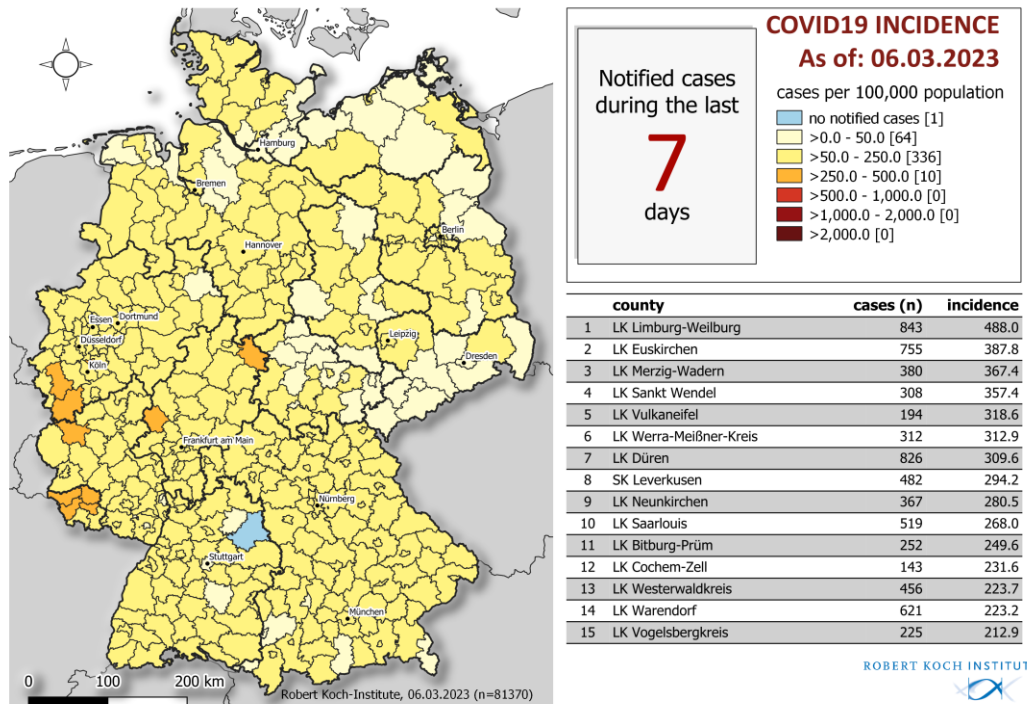 Hamburg
Bremen
Berlin
Hannover
Essen Dortmund
Düsseldorf
Köln
Leipzig
Dresden
Frankfurt am Main
Nürnberg
Stuttgart
München
0 100 200 km
Robert Koch-Institute, 06.03.2023 (n=81370)
Notified cases
during the last
7
days
COVID19 INCIDENCE
As of: 06.03.2023
cases per 100,000 population
no notified cases [1]
>0.0 - 50.0 [64]
>50.0 - 250.0 [336]
>250.0 - 500.0 [10]
>500.0 - 1,000.0 [0]
>1,000.0 - 2,000.0 [0]
>2,000.0 [0]
county cases (n) incidence
1 LK Limburg-Weilburg 843 488.0
2 LK Euskirchen 755 387.8
3 LK Merzig-Wadern 380 367.4
4 LK Sankt Wendel 308 357.4
5 LK Vulkaneifel 194 318.6
6 LK Werra-Meißner-Kreis 312 312.9
7 LK Düren 826 309.6
8 SK Leverkusen 482 294.2
9 LK Neunkirchen 367 280.5
10 LK Saarlouis 519 268.0
11 LK Bitburg-Prüm 252 249.6
12 LK Cochem-Zell 143 231.6
13 LK Westerwaldkreis 456 223.7
14 LK Warendorf 621 223.2
15 LK Vogelsbergkreis 225 212.9
ROBERT KOCH INSTITUT